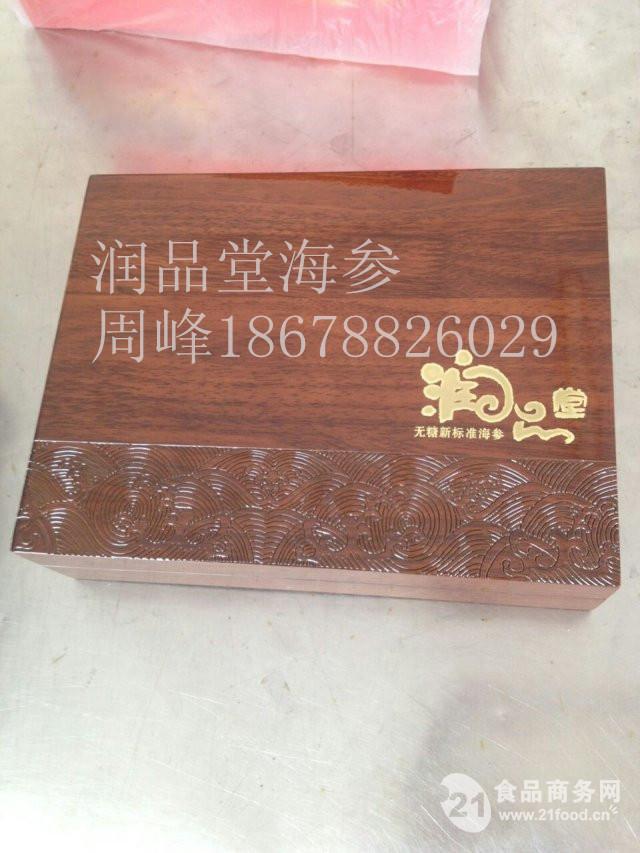 润品堂海参
周峰18678826029
润品堂
无糖新标准海参
21 食品商务网
www.21food.cn